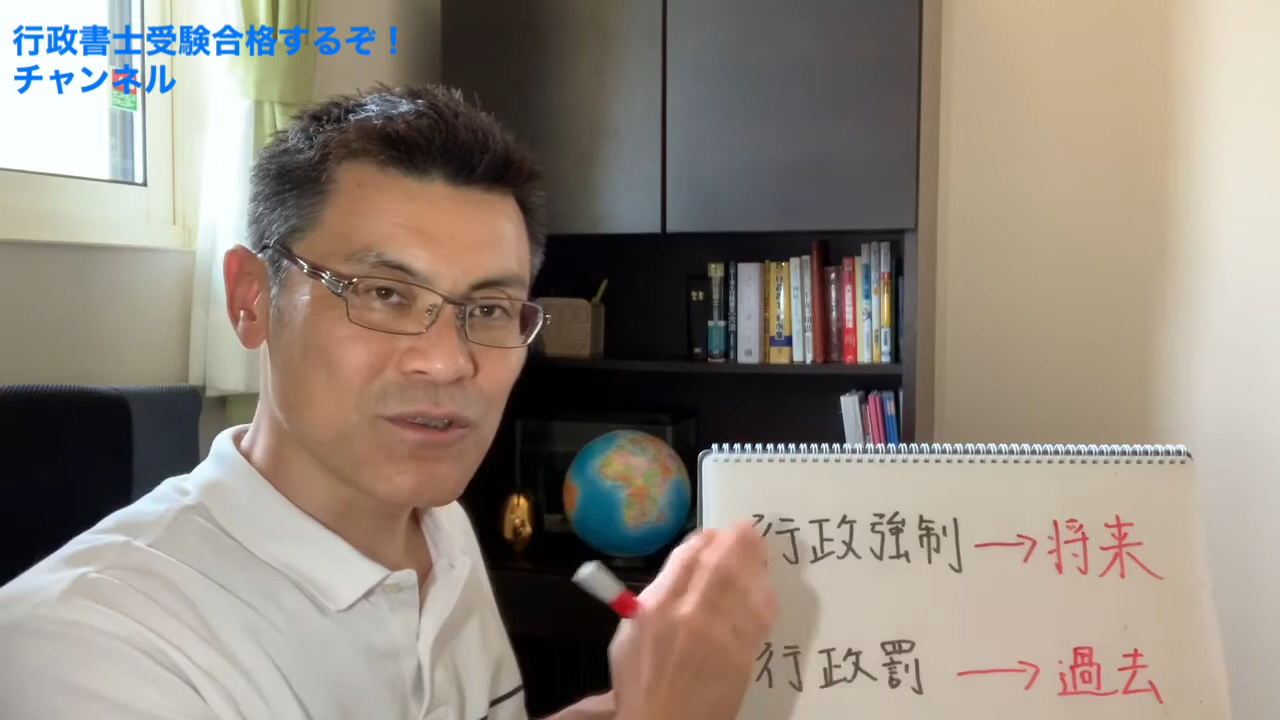 行政書士受験合格するぞ！
チャンネル
行政強制→将来
行政罰→過去